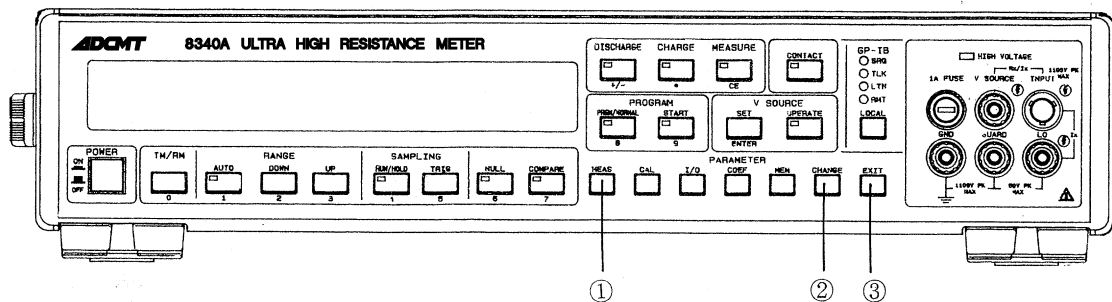 ADCMT 8340A ULTRA HIGH RESISTANCE METER
DISCHARGE CHARGE MEASURE
+/- • CE
CONTACT
GP-IB
SRQ
TLK
LTN
RMT
LOCAL
HIGH VOLTAGE
Rx/Ix 1100V PK MAX
1A FUSE V SOURCE INPUT
GND GUARD LO
Ix
1100V PK MAX
50V PK MAX
PROGRAM
PRGM/NORMAL START
8 9
V SOURCE
SET OPERATE
ENTER
POWER
ON
OFF
TM/RM
0
RANGE
AUTO DOWN UP
1 2 3
SAMPLING
RUN/HOLD TRIG
4 5
NULL COMPARE
6 7
PARAMETER
MEAS CAL I/O COEF MEM CHANGE EXIT
① ② ③